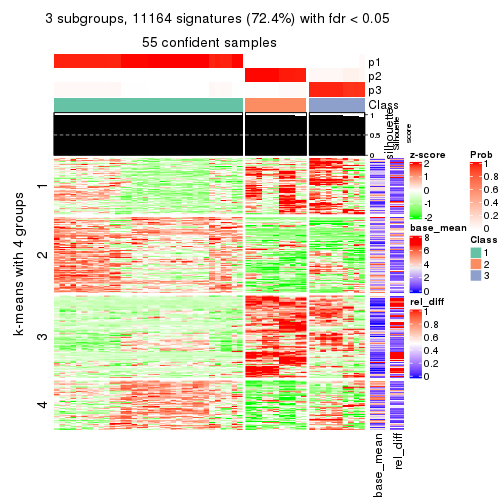 3 subgroups, 11164 signatures (72.4%) with fdr < 0.05
55 confident samples
p1
p2
p3
Class
1
0.5
0
silhouette
Silhouette
score
k-means with 4 groups
1
2
3
4
base_mean
rel_diff
z-score
2
1
0
-1
-2
base_mean
8
6
4
2
0
rel_diff
1
0.8
0.6
0.4
0.2
0
Prob
1
0.8
0.6
0.4
0.2
0
Class
1
2
3